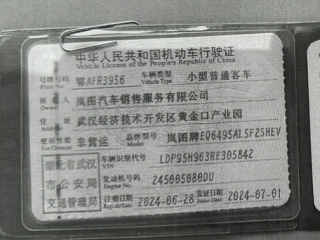 中华人民共和国机动车行驶证
Vehicle License of the People's Republic of China
号牌号码 鄂AFR3956 车辆类型 小型普通客车
Plate No. Vehicle Type
所有人 岚图汽车销售服务有限公司
Owner
住址 武汉经济技术开发区黄金口产业园
Address
使用性质 非营运 品牌型号 岚图牌EQ6495AL5F2SHEV
Use Character Model
湖北省武汉 车辆识别代号 LDP95H963RE305842
VIN
市公安局 发动机号码 245005080DU
Engine No.
交通管理局 注册日期 2024-06-28 发证日期 2024-07-01
Register Date Issue Date